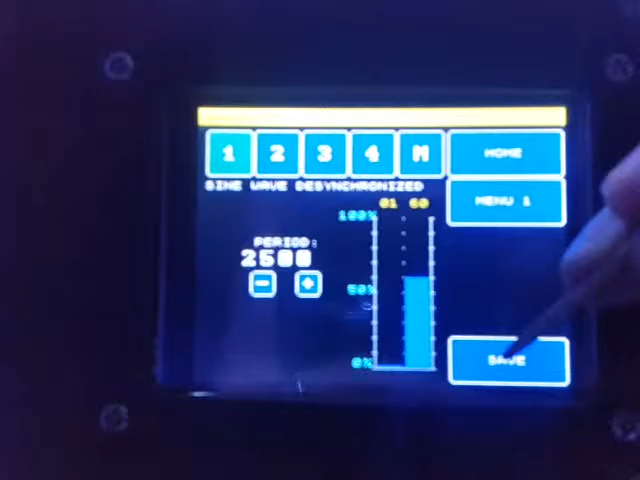 1 2 3 4 M HOME
SINE WAVE DESYNCHRONIZED
MENU 1
01 60
100%
PERIOD:
2500
50%
- +
0%
SAVE